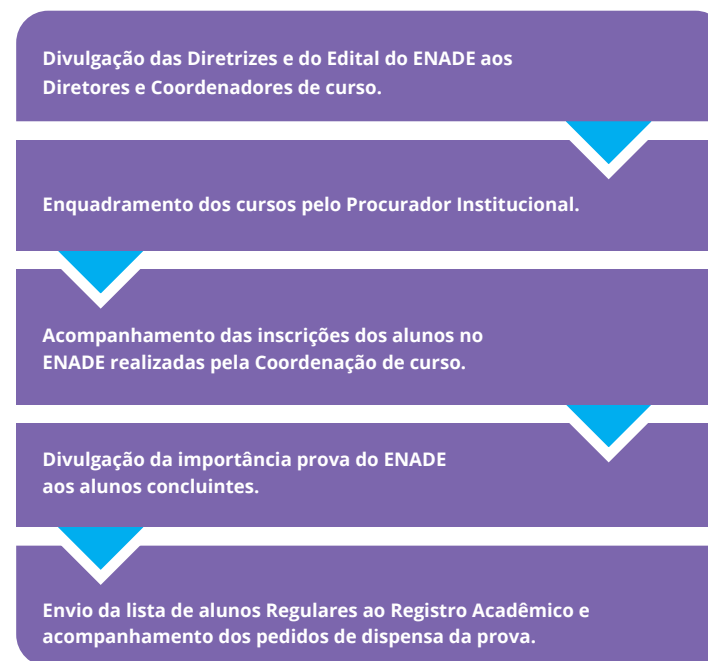 Divulgação das Diretrizes e do Edital do ENADE aos
Diretores e Coordenadores de curso.
Enquadramento dos cursos pelo Procurador Institucional.
Acompanhamento das inscrições dos alunos no
ENADE realizadas pela Coordenação de curso.
Divulgação da importância prova do ENADE
aos alunos concluintes.
Envio da lista de alunos Regulares ao Registro Acadêmico e
acompanhamento dos pedidos de dispensa da prova.